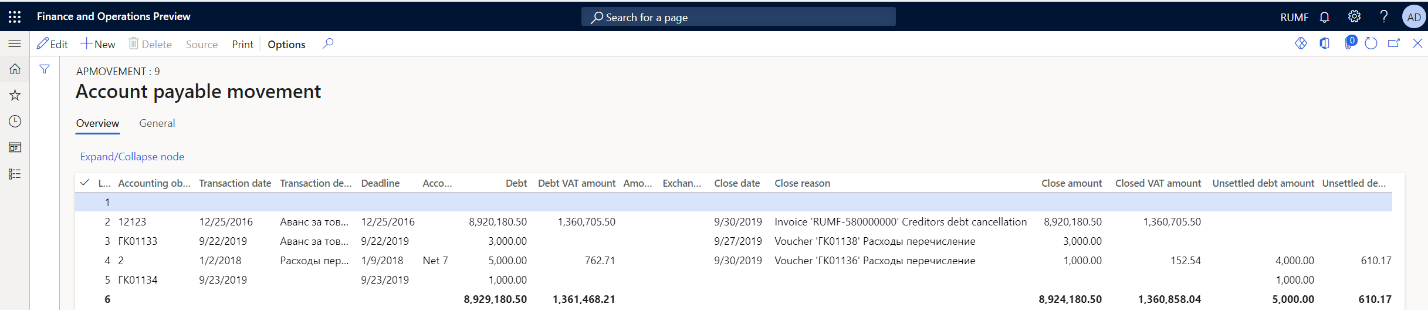 Finance and Operations Preview Search for a page RUMF ? AD
Edit New Delete Source Print Options 0
APMOVEMENT : 9
Account payable movement
Overview General
Expand/Collapse node
L... Accounting ob... Transaction date Transaction de... Deadline Acco... Debt Debt VAT amount Amo... Exchan... Close date Close reason Close amount Closed VAT amount Unsettled debt amount Unsettled de...
1
2 12123 12/25/2016 Аванс за тов... 12/25/2016 8,920,180.50 1,360,705.50 9/30/2019 Invoice 'RUMF-580000000' Creditors debt cancellation 8,920,180.50 1,360,705.50
3 ГК01133 9/22/2019 Аванс за тов... 9/22/2019 3,000.00 9/27/2019 Voucher 'ГК01138' Расходы перечисление 3,000.00
4 2 1/2/2018 Расходы пер... 1/9/2018 Net 7 5,000.00 762.71 9/30/2019 Voucher 'ГК01136' Расходы перечисление 1,000.00 152.54 4,000.00 610.17
5 ГК01134 9/23/2019 9/23/2019 1,000.00 1,000.00
6 8,929,180.50 1,361,468.21 8,924,180.50 1,360,858.04 5,000.00 610.17